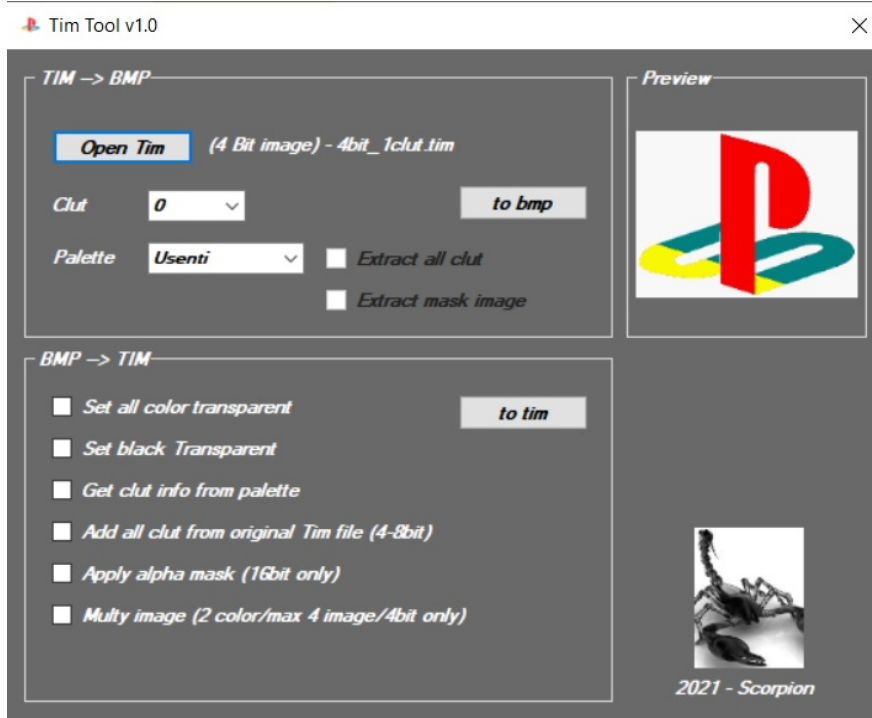 Tim Tool v1.0
TIM --> BMP
Open Tim (4 Bit image) - 4bit_1clut.tim
Clut 0 to bmp
Palette Usenti Extract all clut
Extract mask image
Preview
BMP --> TIM
Set all color transparent to tim
Set black Transparent
Get clut info from palette
Add all clut from original Tim file (4-8bit)
Apply alpha mask (16bit only)
Multy image (2 color/max 4 image/4bit only)
2021 - Scorpion